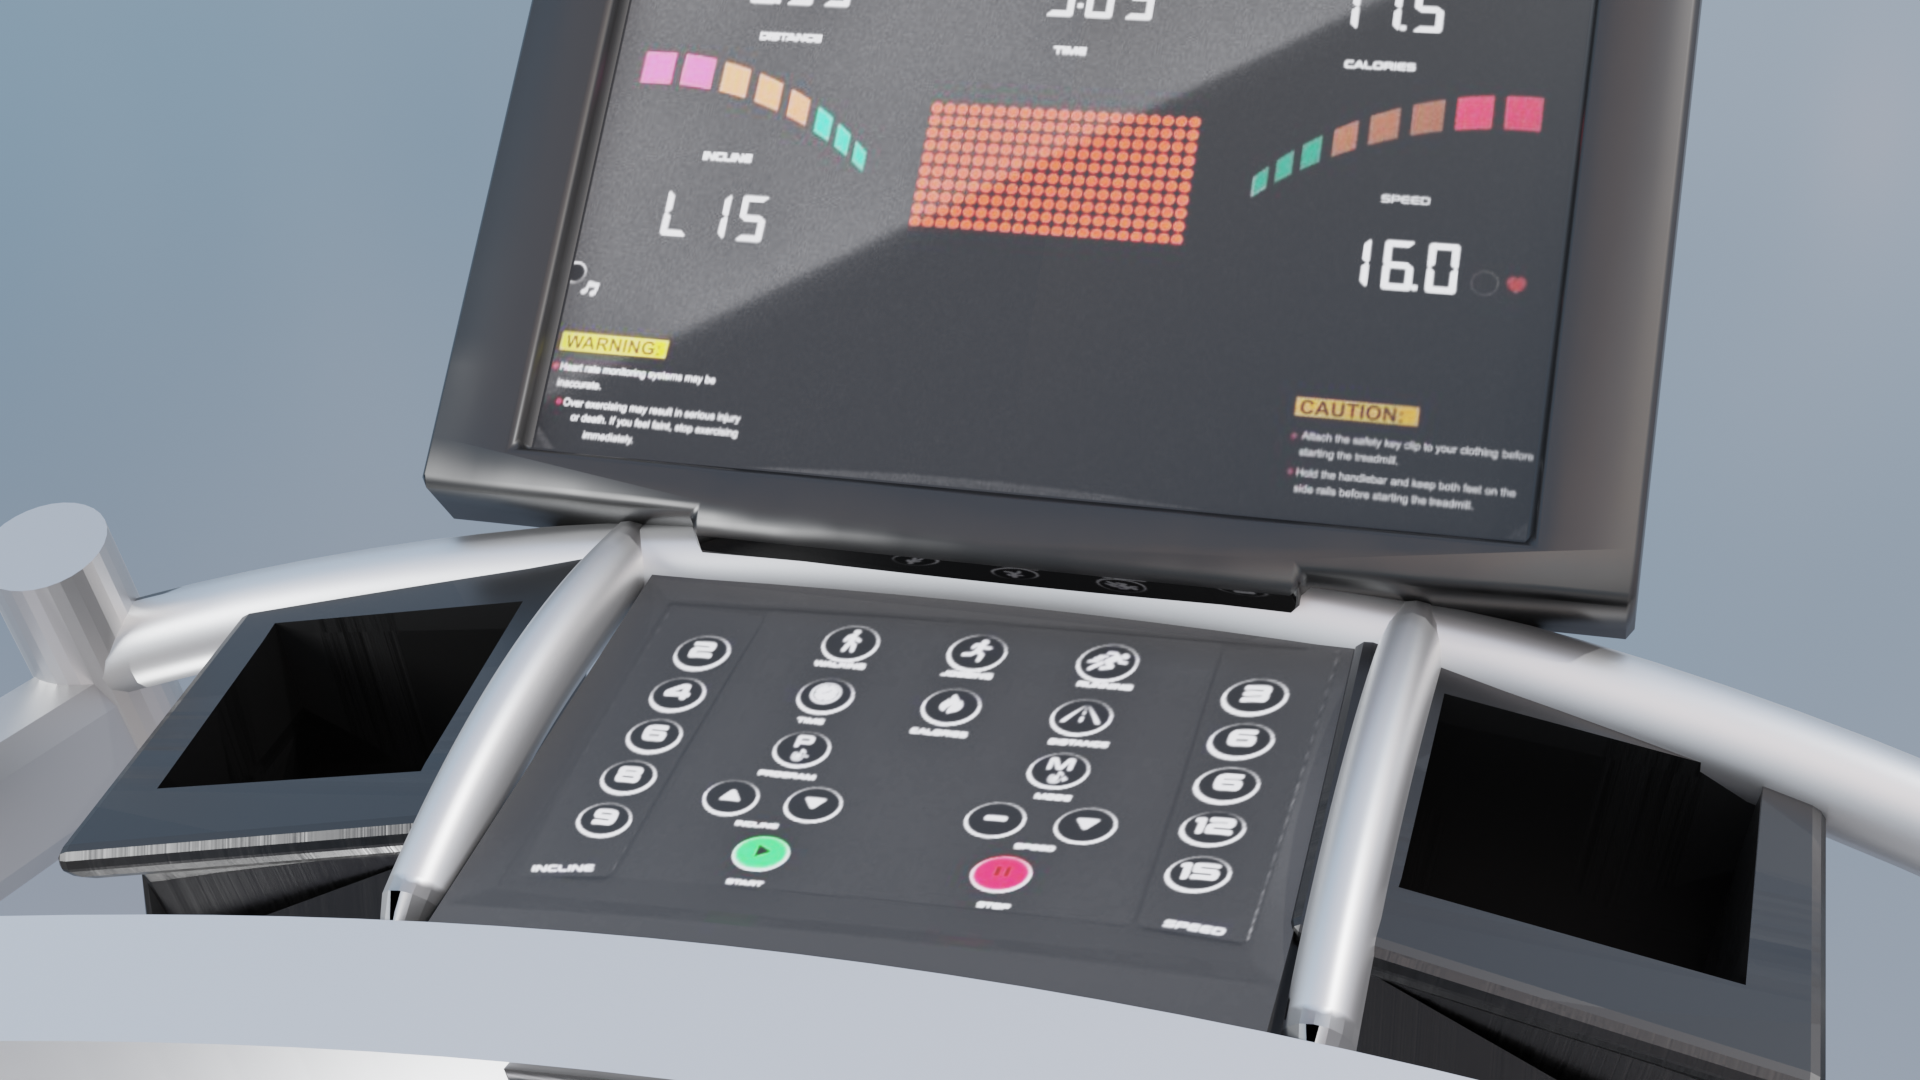 DISTANCE
TIME
CALORIES
INCLINE
L 15
SPEED
16.0
WARNING:
Heart rate monitoring systems may be
inaccurate.
Over exercising may result in serious injury
or death. If you feel faint, stop exercising
immediately.
CAUTION:
Attach the safety key clip to your clothing before
starting the treadmill.
Hold the handlebar and keep both feet on the
side rails before starting the treadmill.
2
4
6
8
9
INCLINE
WALKING
RUNNING
TIME
CALORIES
DISTANCE
P
PROGRAM
M
MODE
INCLINE
SPEED
START
STOP
3
6
6
12
15
SPEED